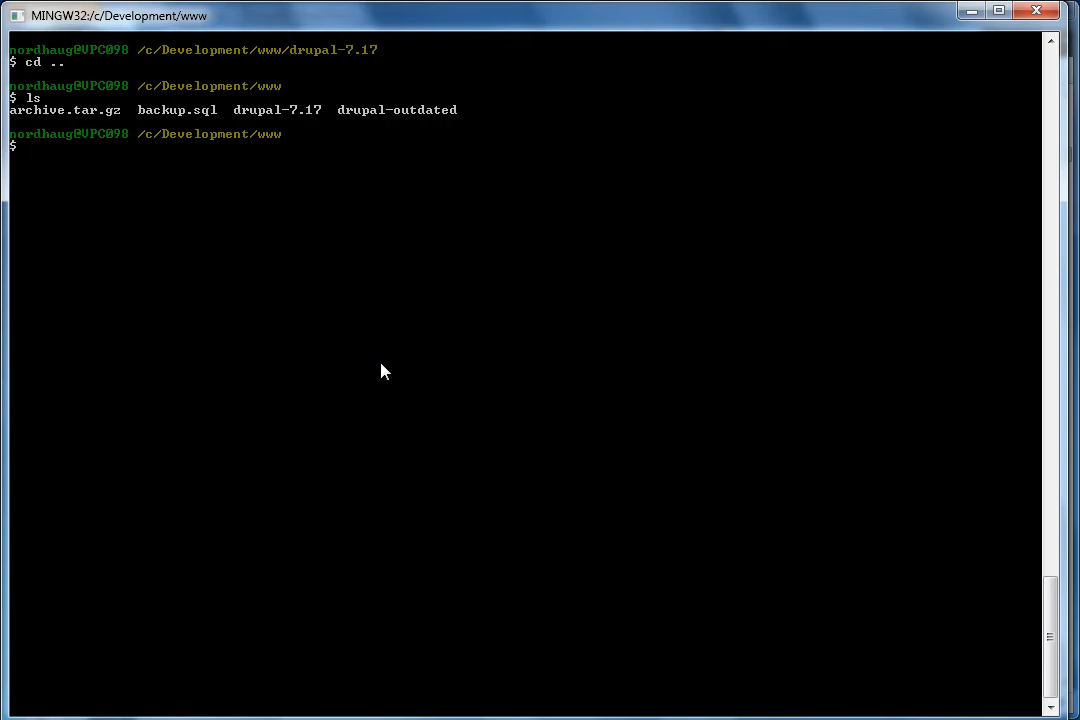 MINGW32:/c/Development/www
nordhaug@VPC098 /c/Development/www/drupal-7.17
$ cd ..
nordhaug@VPC098 /c/Development/www
$ ls
archive.tar.gz  backup.sql  drupal-7.17  drupal-outdated
nordhaug@VPC098 /c/Development/www
$